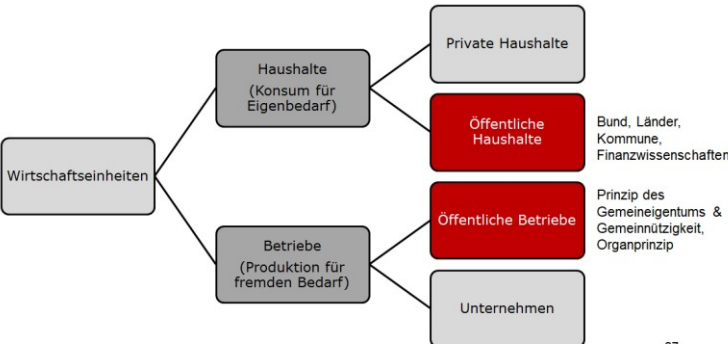 Wirtschaftseinheiten
Haushalte
(Konsum für
Eigenbedarf)
Betriebe
(Produktion für
fremden Bedarf)
Private Haushalte
Öffentliche
Haushalte
Bund, Länder,
Kommune,
Finanzwissenschaften
Öffentliche Betriebe
Prinzip des
Gemeineigentums &
Gemeinnützigkeit,
Organprinzip
Unternehmen